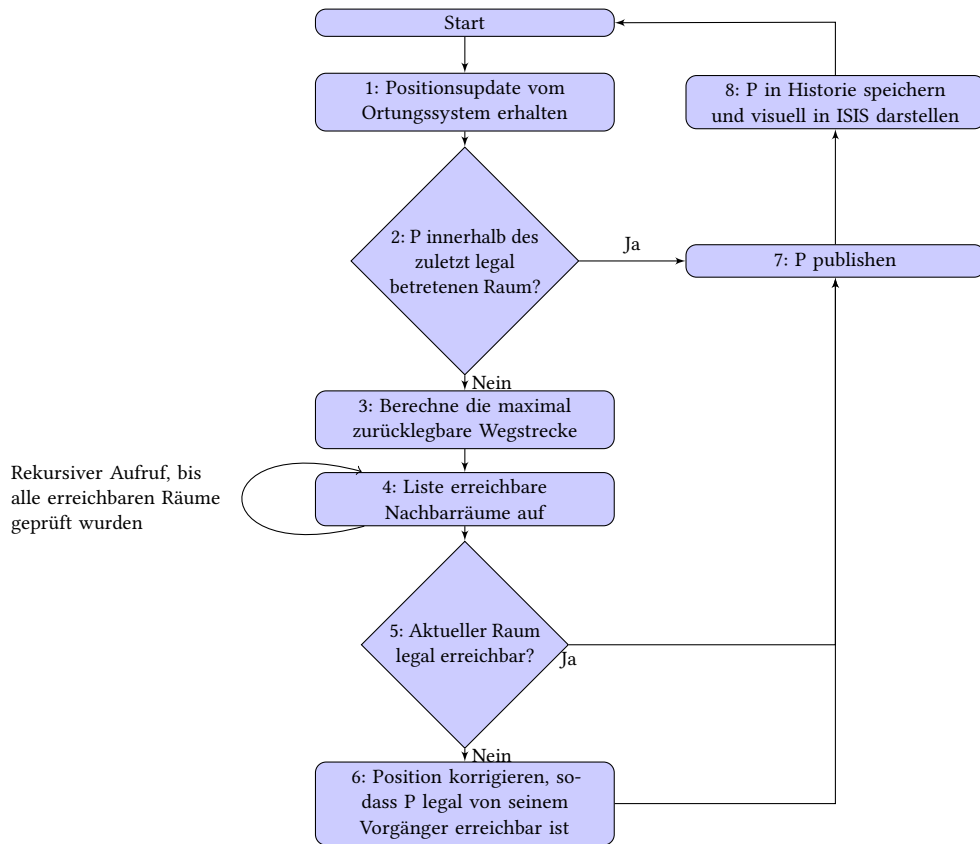 Start
1: Positionsupdate vom
Ortungssystem erhalten
8: P in Historie speichern
und visuell in ISIS darstellen
2: P innerhalb des
zuletzt legal
betretenen Raum?
Ja
7: P publishen
Nein
3: Berechne die maximal
zurücklegbare Wegstrecke
Rekursiver Aufruf, bis
alle erreichbaren Räume
geprüft wurden
4: Liste erreichbare
Nachbarräume auf
5: Aktueller Raum
legal erreichbar?
Ja
Nein
6: Position korrigieren, so-
dass P legal von seinem
Vorgänger erreichbar ist